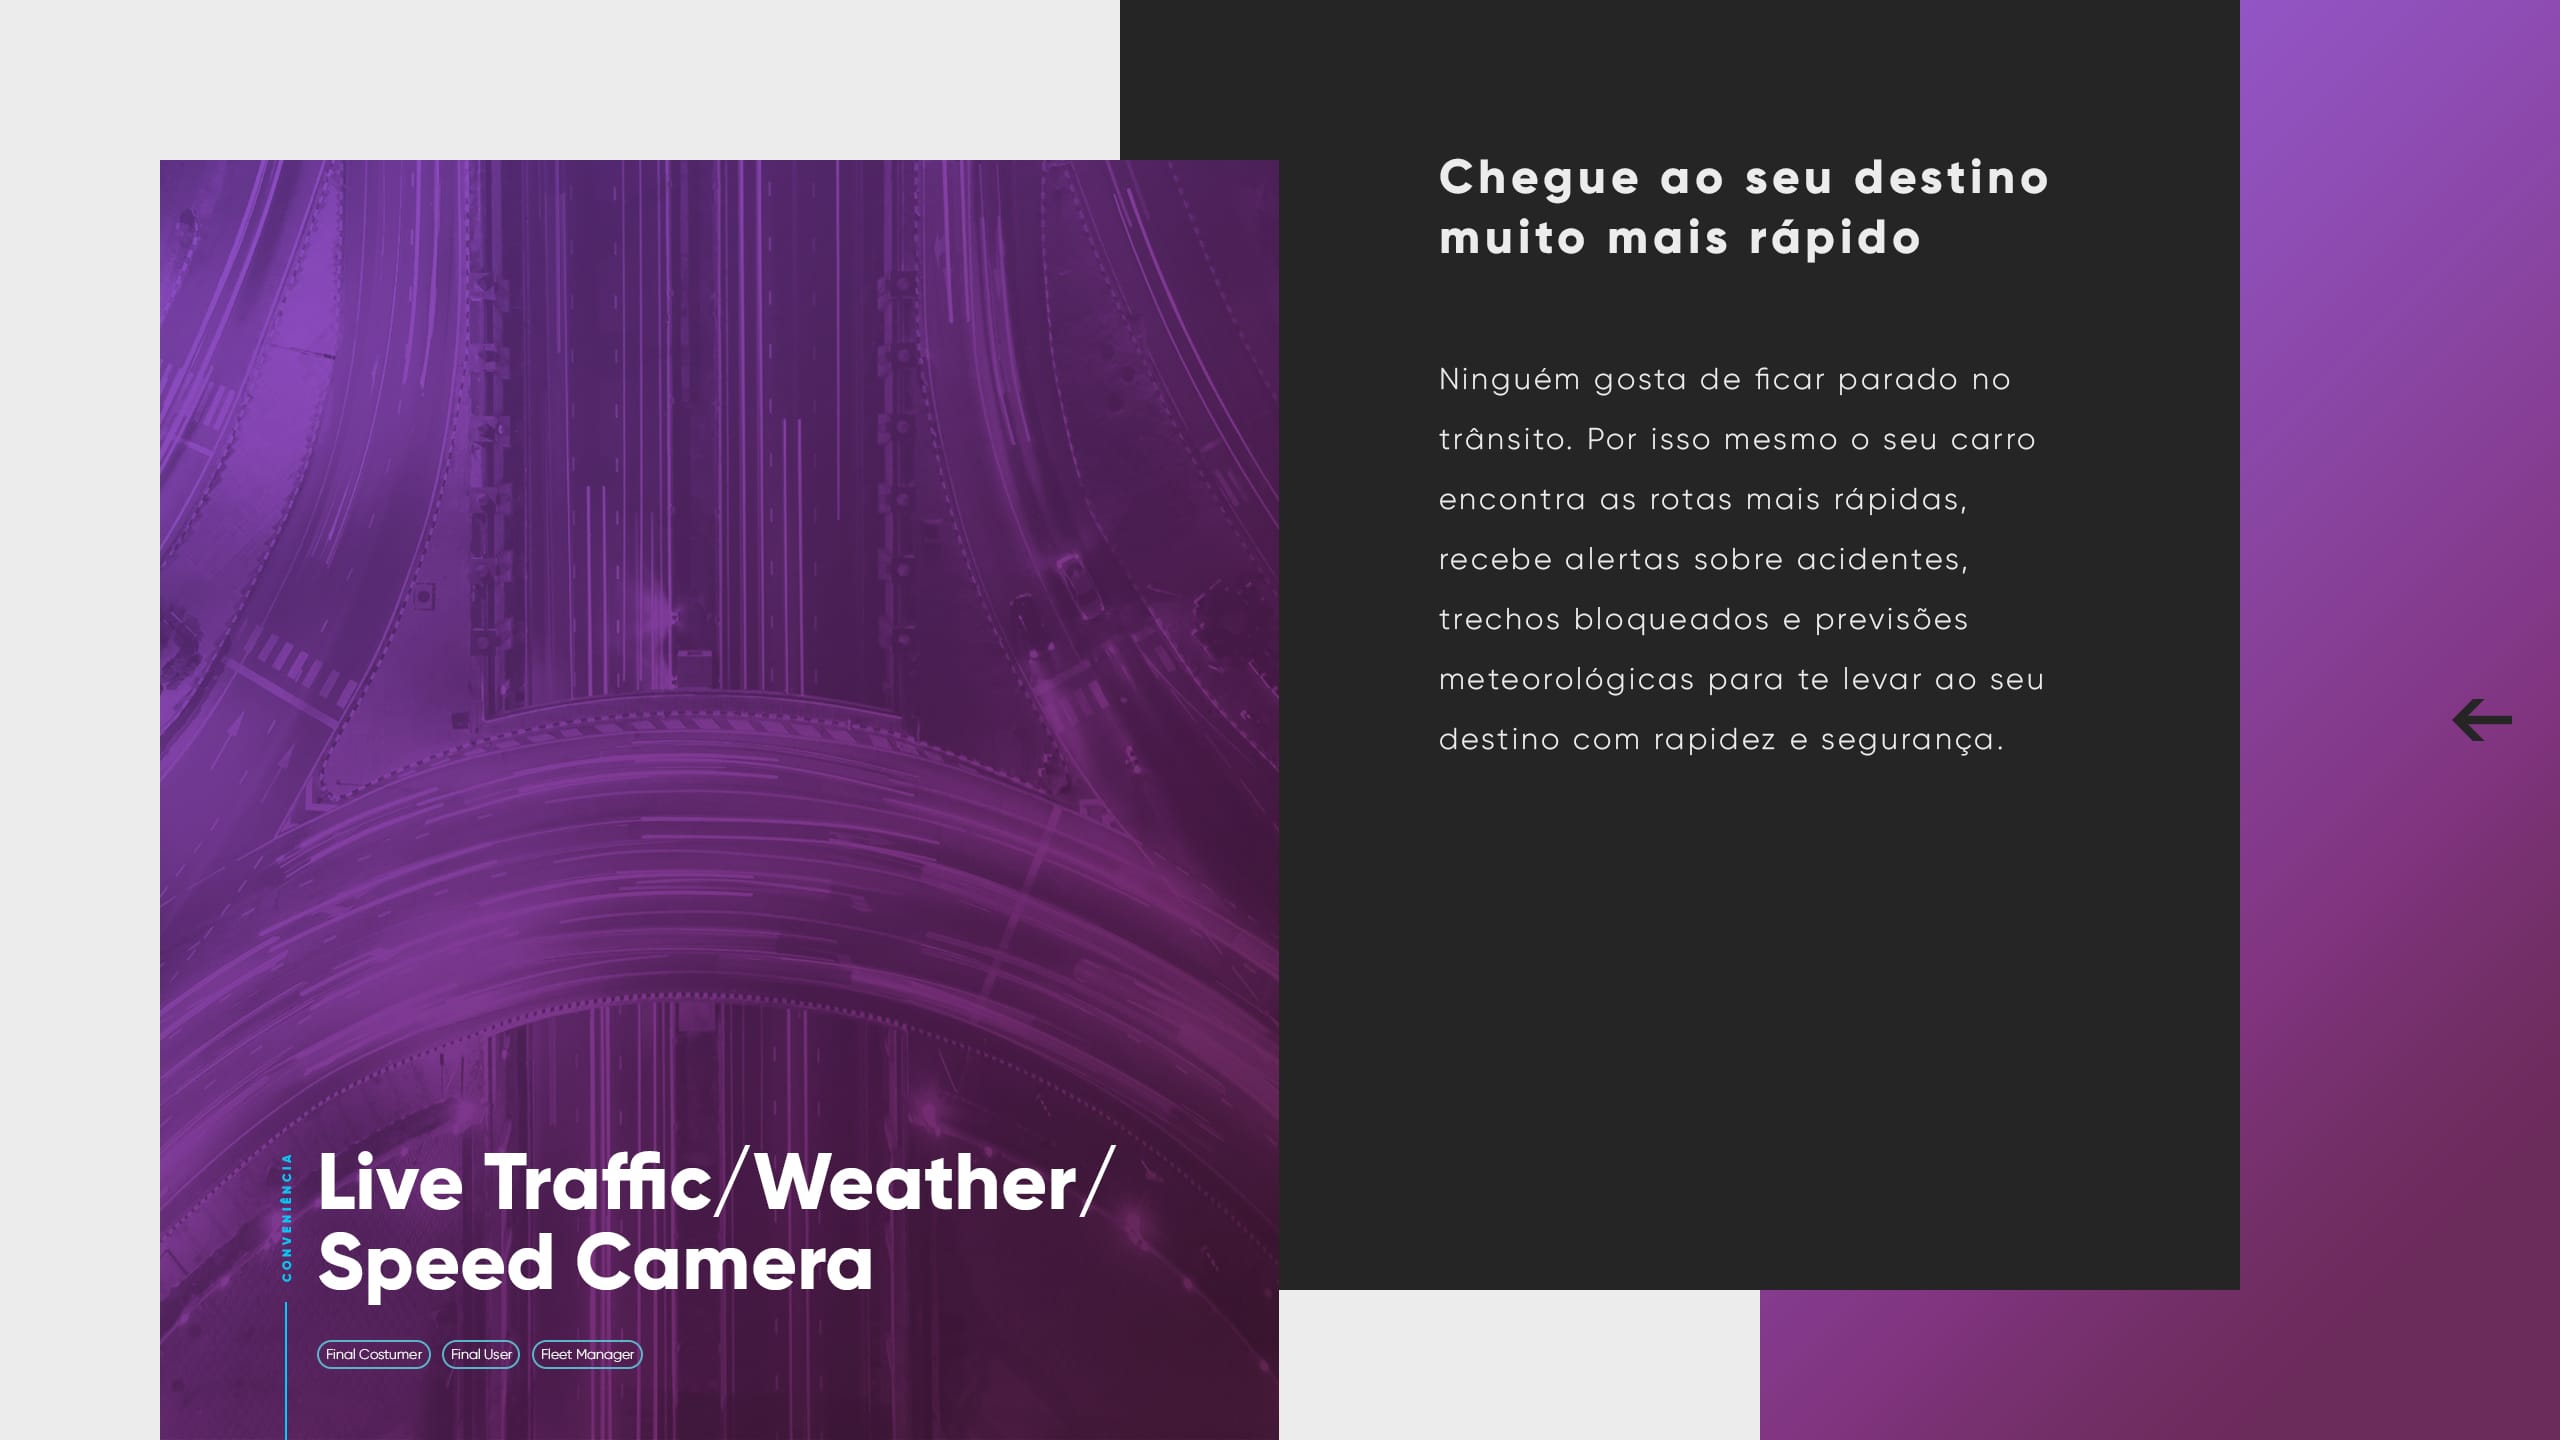 CONVENIÊNCIA
Live Traffic/Weather/
Speed Camera
Final Costumer
Final User
Fleet Manager
Chegue ao seu destino
muito mais rápido
Ninguém gosta de ficar parado no
trânsito. Por isso mesmo o seu carro
encontra as rotas mais rápidas,
recebe alertas sobre acidentes,
trechos bloqueados e previsões
meteorológicas para te levar ao seu
destino com rapidez e segurança.